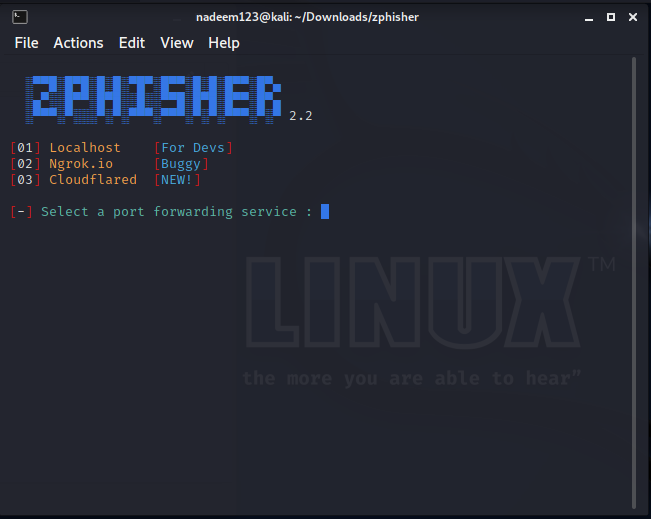 nadeem123@kali: ~/Downloads/zphisher
File Actions Edit View Help
ZPHISHER 2.2
[01] Localhost [For Devs]
[02] Ngrok.io [Buggy]
[03] Cloudflared [NEW!]
[-] Select a port forwarding service :
LINUX™
the more you are able to hear”